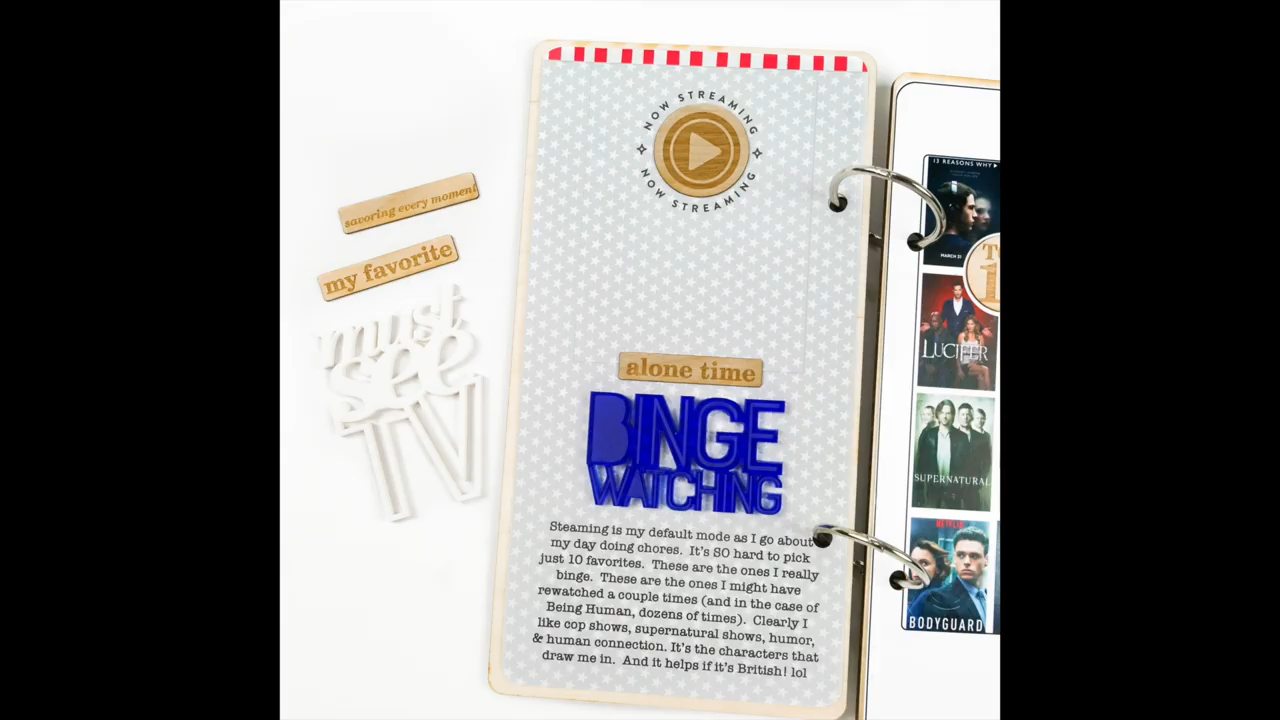 NOW STREAMING
NOW STREAMING
savoring every moment
my favorite
must
see
TV
alone time
BINGE
WATCHING
Steaming is my default mode as I go about
my day doing chores. It's SO hard to pick
just 10 favorites. These are the ones I really
binge. These are the ones I might have
rewatched a couple times (and in the case of
Being Human, dozens of times). Clearly I
like cop shows, supernatural shows, humor,
& human connection. It's the characters that
draw me in. And it helps if it's British! lol
13 REASONS WHY
MARCH 31
LUCIFER
SUPERNATURAL
NETFLIX
BODYGUARD